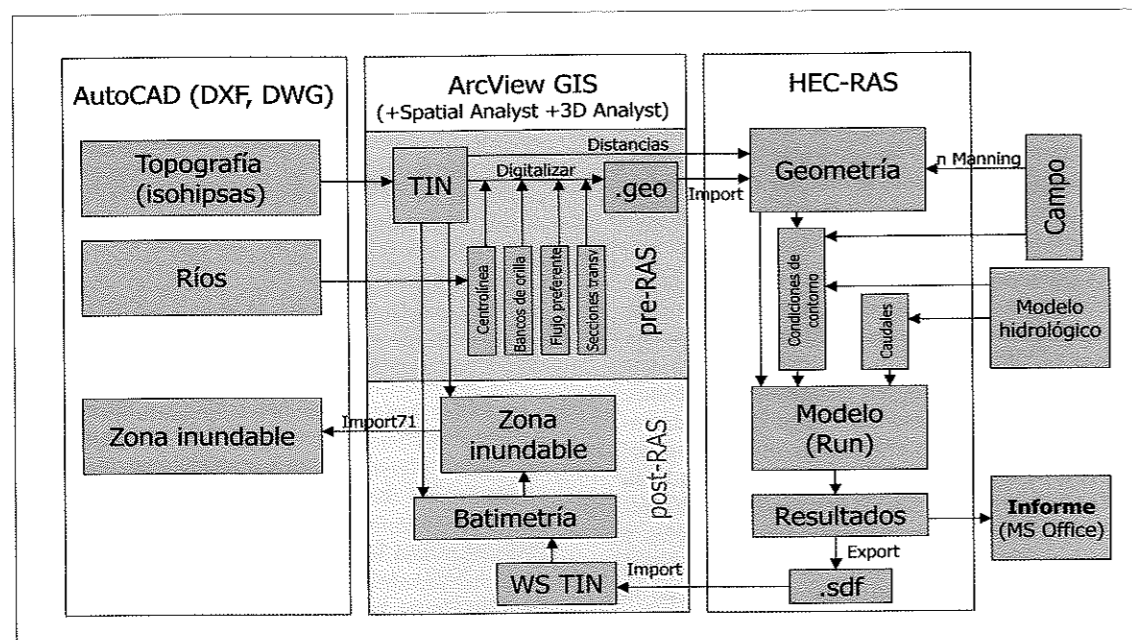 AutoCAD (DXF, DWG)
Topografía
(isohipsas)
Ríos
Zona inundable
ArcView GIS
(+Spatial Analyst +3D Analyst)
Distancias
TIN
Digitalizar
.geo
Import
Centrolínea
Bancos de orilla
Flujo preferente
Secciones transv
pre-RAS
Import71
Zona
inundable
post-RAS
Batimetría
WS TIN
Import
HEC-RAS
Geometría
n Manning
Campo
Condiciones de
contorno
Caudales
Modelo
hidrológico
Modelo
(Run)
Resultados
Informe
(MS Office)
Export
.sdf